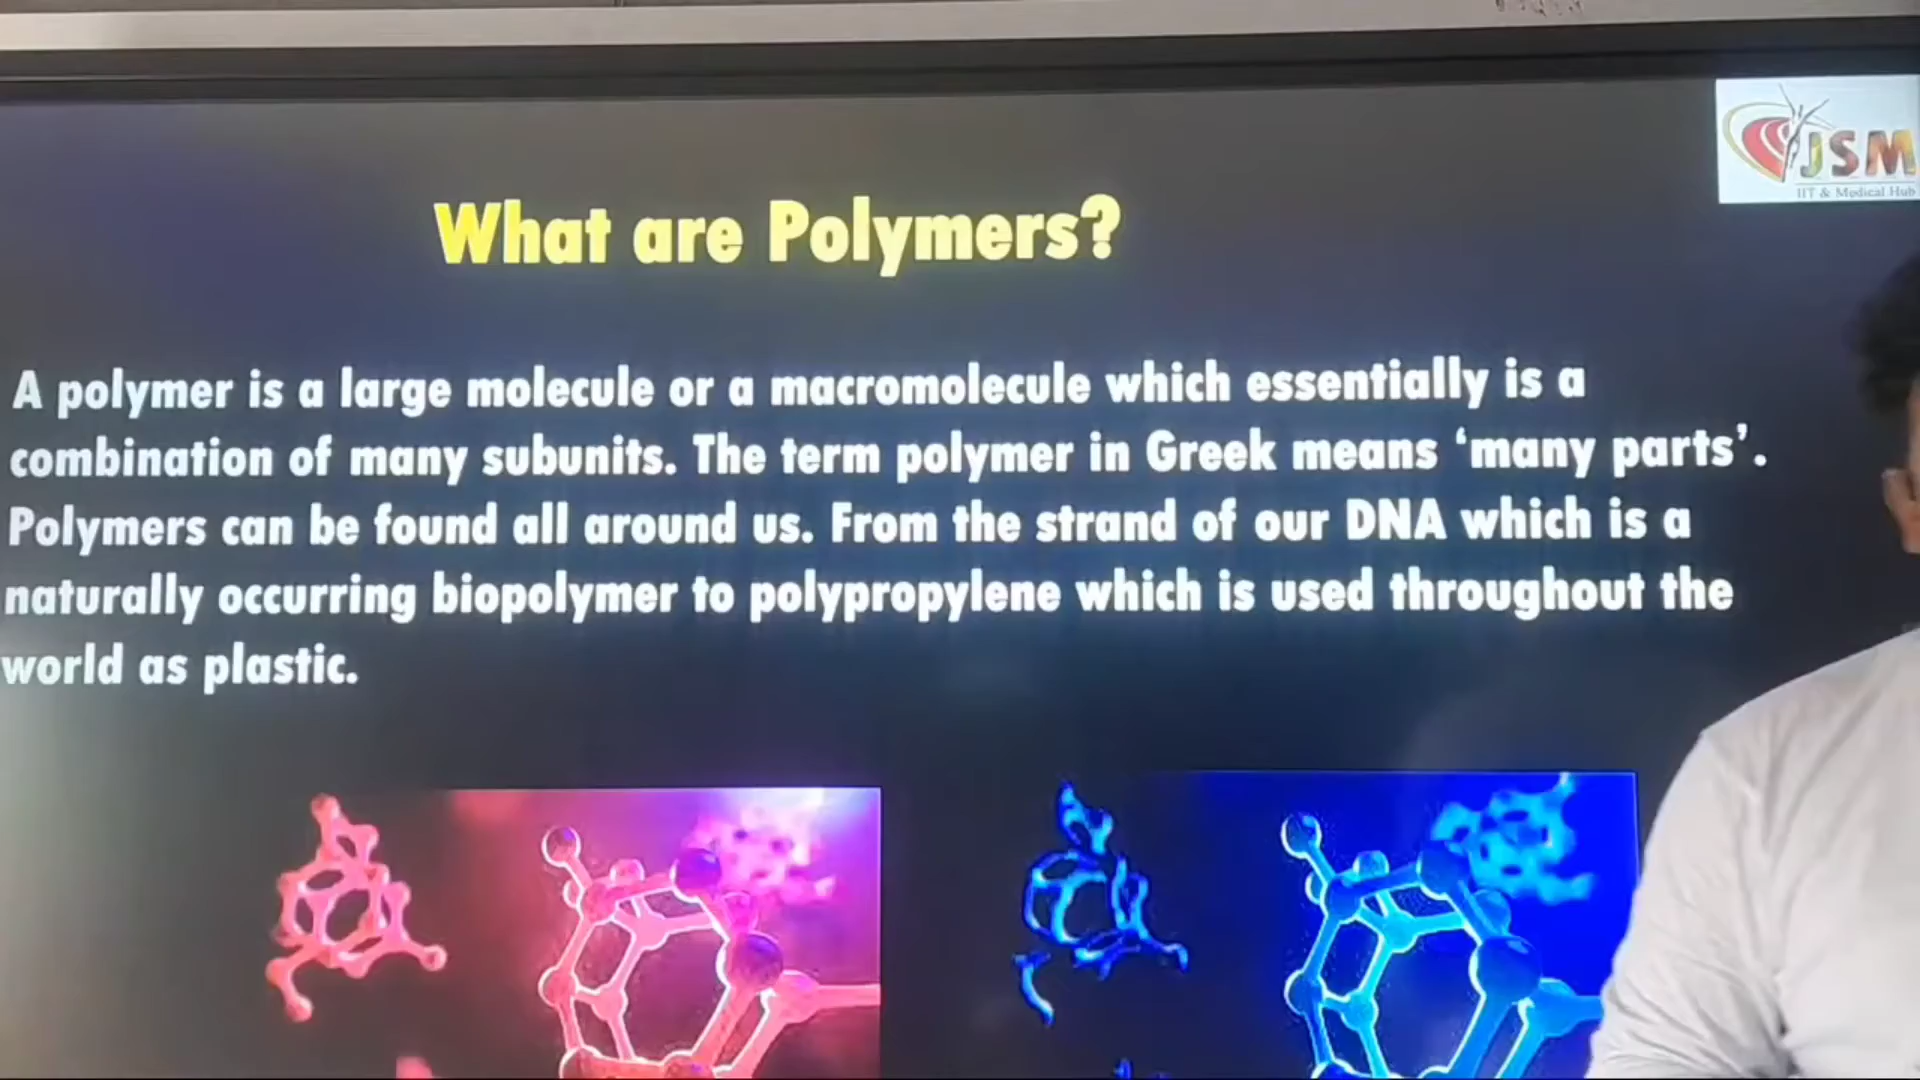 JSM
IIT & Medical Hub
What are Polymers?
A polymer is a large molecule or a macromolecule which essentially is a
combination of many subunits. The term polymer in Greek means ‘many parts’.
Polymers can be found all around us. From the strand of our DNA which is a
naturally occurring biopolymer to polypropylene which is used throughout the
world as plastic.